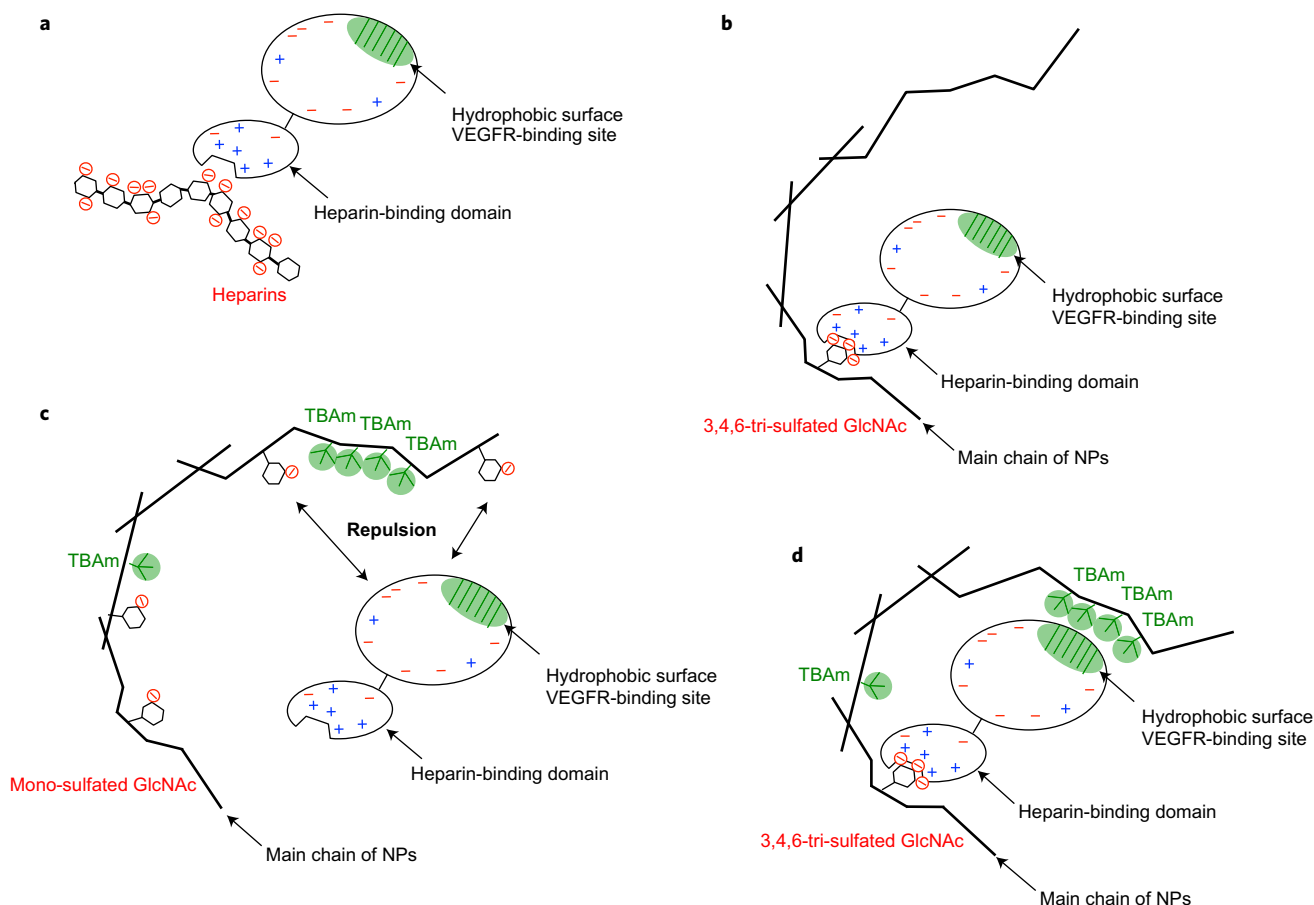 a
Hydrophobic surface
VEGFR-binding site
Heparin-binding domain
Heparins
b
Hydrophobic surface
VEGFR-binding site
Heparin-binding domain
3,4,6-tri-sulfated GlcNAc
Main chain of NPs
c
TBAm
TBAm
TBAm
Repulsion
TBAm
Hydrophobic surface
VEGFR-binding site
Heparin-binding domain
Mono-sulfated GlcNAc
Main chain of NPs
d
TBAm
TBAm
TBAm
TBAm
Hydrophobic surface
VEGFR-binding site
Heparin-binding domain
3,4,6-tri-sulfated GlcNAc
Main chain of NPs